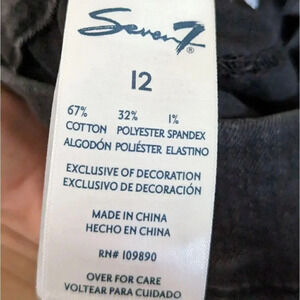 Seven7®
12
67% 32% 1%
COTTON POLYESTER SPANDEX
ALGODÓN POLIÉSTER ELASTINO
EXCLUSIVE OF DECORATION
EXCLUSIVO DE DECORACIÓN
MADE IN CHINA
HECHO EN CHINA
RN# 109890
OVER FOR CARE
VOLTEAR PARA CUIDADO